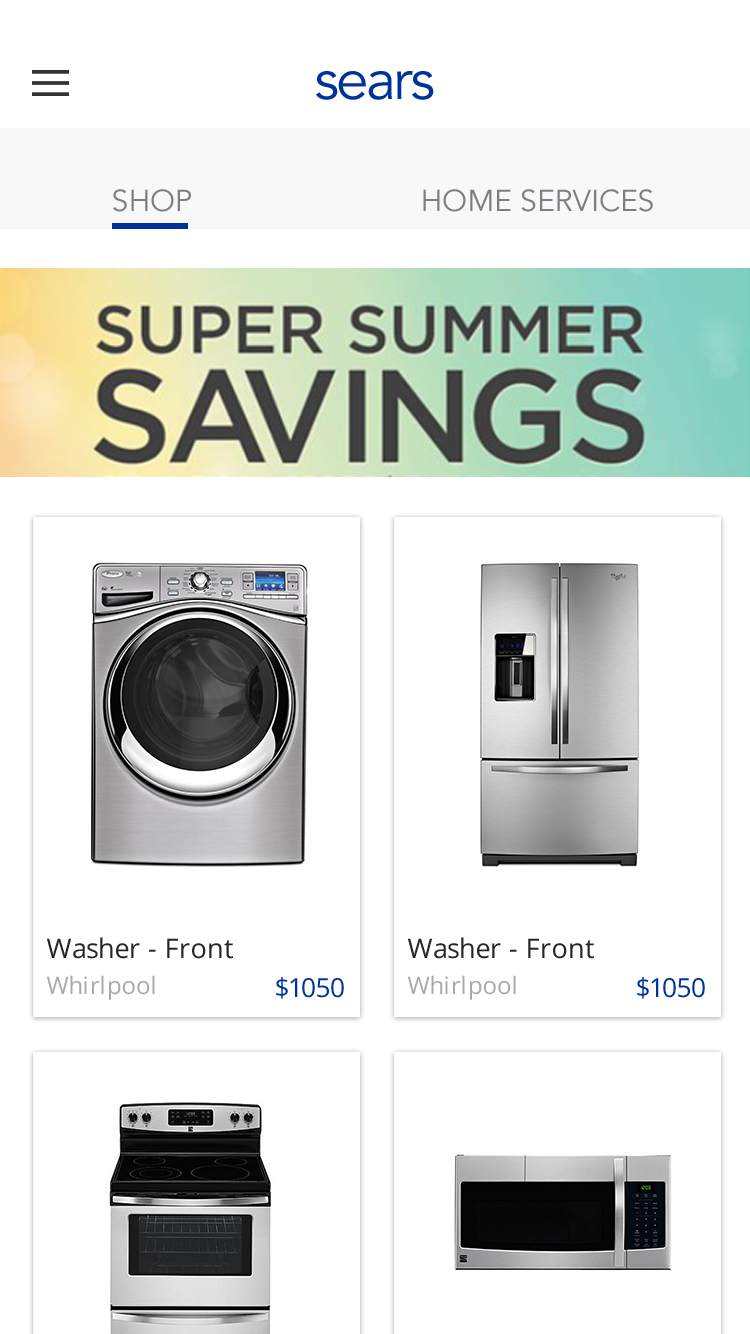 sears
SHOP HOME SERVICES
SUPER SUMMER
SAVINGS
Washer - Front
Whirlpool $1050
Washer - Front
Whirlpool $1050